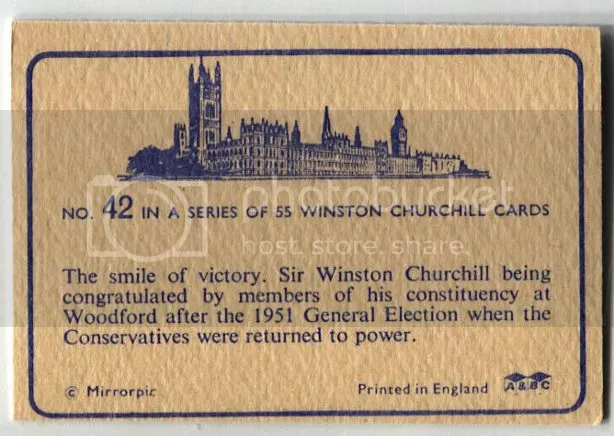 NO. 42 IN A SERIES OF 55 WINSTON CHURCHILL CARDS
photobucket
host. store. share.
The smile of victory. Sir Winston Churchill being
congratulated by members of his constituency at
Woodford after the 1951 General Election when the
Conservatives were returned to power.
© Mirrorpic Printed in England A&BC